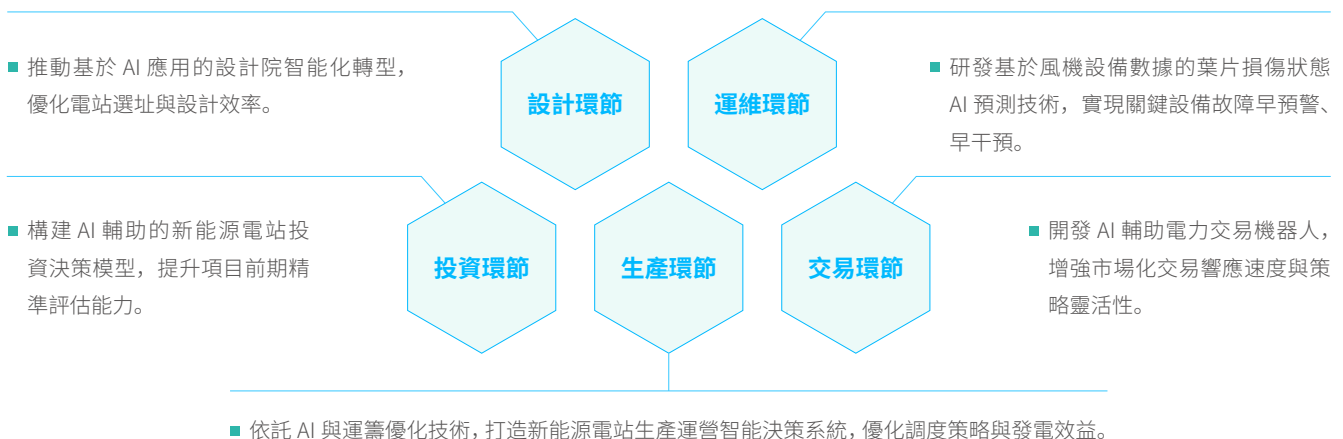 ■ 推動基於 AI 應用的設計院智能化轉型，
優化電站選址與設計效率。
設計環節
運維環節
■ 研發基於風機設備數據的葉片損傷狀態
AI 預測技術，實現關鍵設備故障早預警、
早干預。
■ 構建 AI 輔助的新能源電站投
資決策模型，提升項目前期精
準評估能力。
投資環節
生產環節
交易環節
■ 開發 AI 輔助電力交易機器人，
增強市場化交易響應速度與策
略靈活性。
■ 依託 AI 與運籌優化技術，打造新能源電站生產運營智能決策系統，優化調度策略與發電效益。